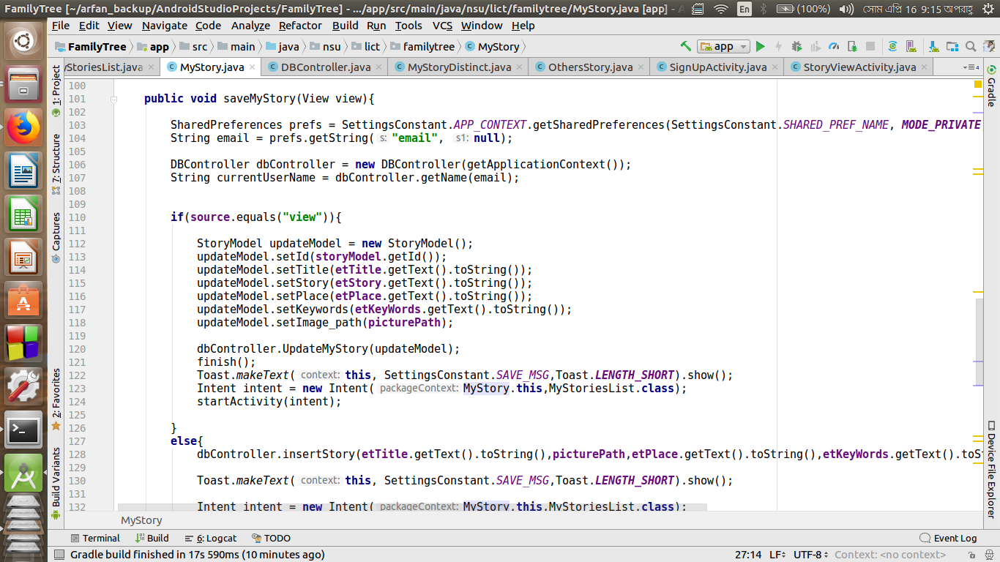 FamilyTree [~/arfan_backup/AndroidStudioProjects/FamilyTree] - .../app/src/main/java/nsu/lict/familytree/MyStory.java [app] - A En (100%) সোম এপ্রি 16 9:15 অপরাহ্ণ
File Edit View Navigate Code Analyze Refactor Build Run Tools VCS Window Help
FamilyTree app src main java nsu lict familytree MyStory app
yStoriesList.java MyStory.java DBController.java MyStoryDistinct.java OthersStory.java SignUpActivity.java StoryViewActivity.java 4
1: Project
7: Structure
Captures
2: Favorites
Build Variants
100
101 public void saveMyStory(View view){
102
103 SharedPreferences prefs = SettingsConstant.APP_CONTEXT.getSharedPreferences(SettingsConstant.SHARED_PREF_NAME, MODE_PRIVATE
104 String email = prefs.getString( s: "email", s1: null);
105
106 DBController dbController = new DBController(getApplicationContext());
107 String currentUserName = dbController.getName(email);
108
109
110 if(source.equals("view")){
111
112 StoryModel updateModel = new StoryModel();
113 updateModel.setId(storyModel.getId());
114 updateModel.setTitle(etTitle.getText().toString());
115 updateModel.setStory(etStory.getText().toString());
116 updateModel.setPlace(etPlace.getText().toString());
117 updateModel.setKeywords(etKeyWords.getText().toString());
118 updateModel.setImage_path(picturePath);
119
120 dbController.UpdateMyStory(updateModel);
121 finish();
122 Toast.makeText( context: this, SettingsConstant.SAVE_MSG,Toast.LENGTH_SHORT).show();
123 Intent intent = new Intent( packageContext: MyStory.this,MyStoriesList.class);
124 startActivity(intent);
125
126 }
127 else{
128 dbController.insertStory(etTitle.getText().toString(),picturePath,etPlace.getText().toString(),etKeyWords.getText().toSt
129
130 Toast.makeText( context: this, SettingsConstant.SAVE_MSG,Toast.LENGTH_SHORT).show();
131
132 Intent intent = new Intent( packageContext: MyStory.this,MyStoriesList.class);
Gradle
Device File Explorer
MyStory
Terminal Build 6: Logcat TODO Event Log
Gradle build finished in 17s 590ms (10 minutes ago) 27:14 LF UTF-8 Context: <no context>